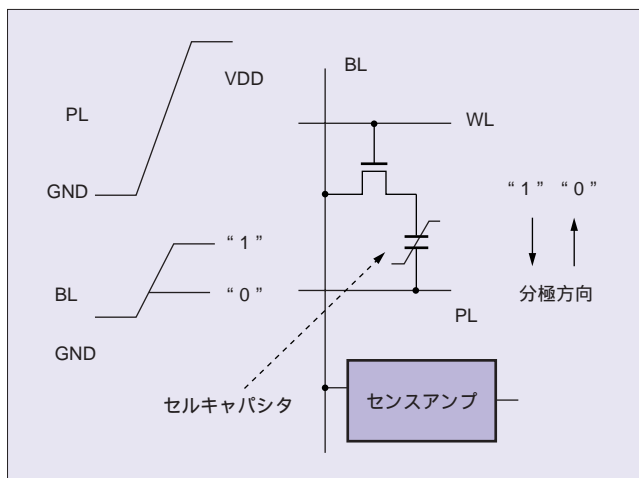 VDD
PL
GND
“1”
BL
“0”
GND
BL
WL
“1” “0”
分極方向
PL
セルキャパシタ
センスアンプ